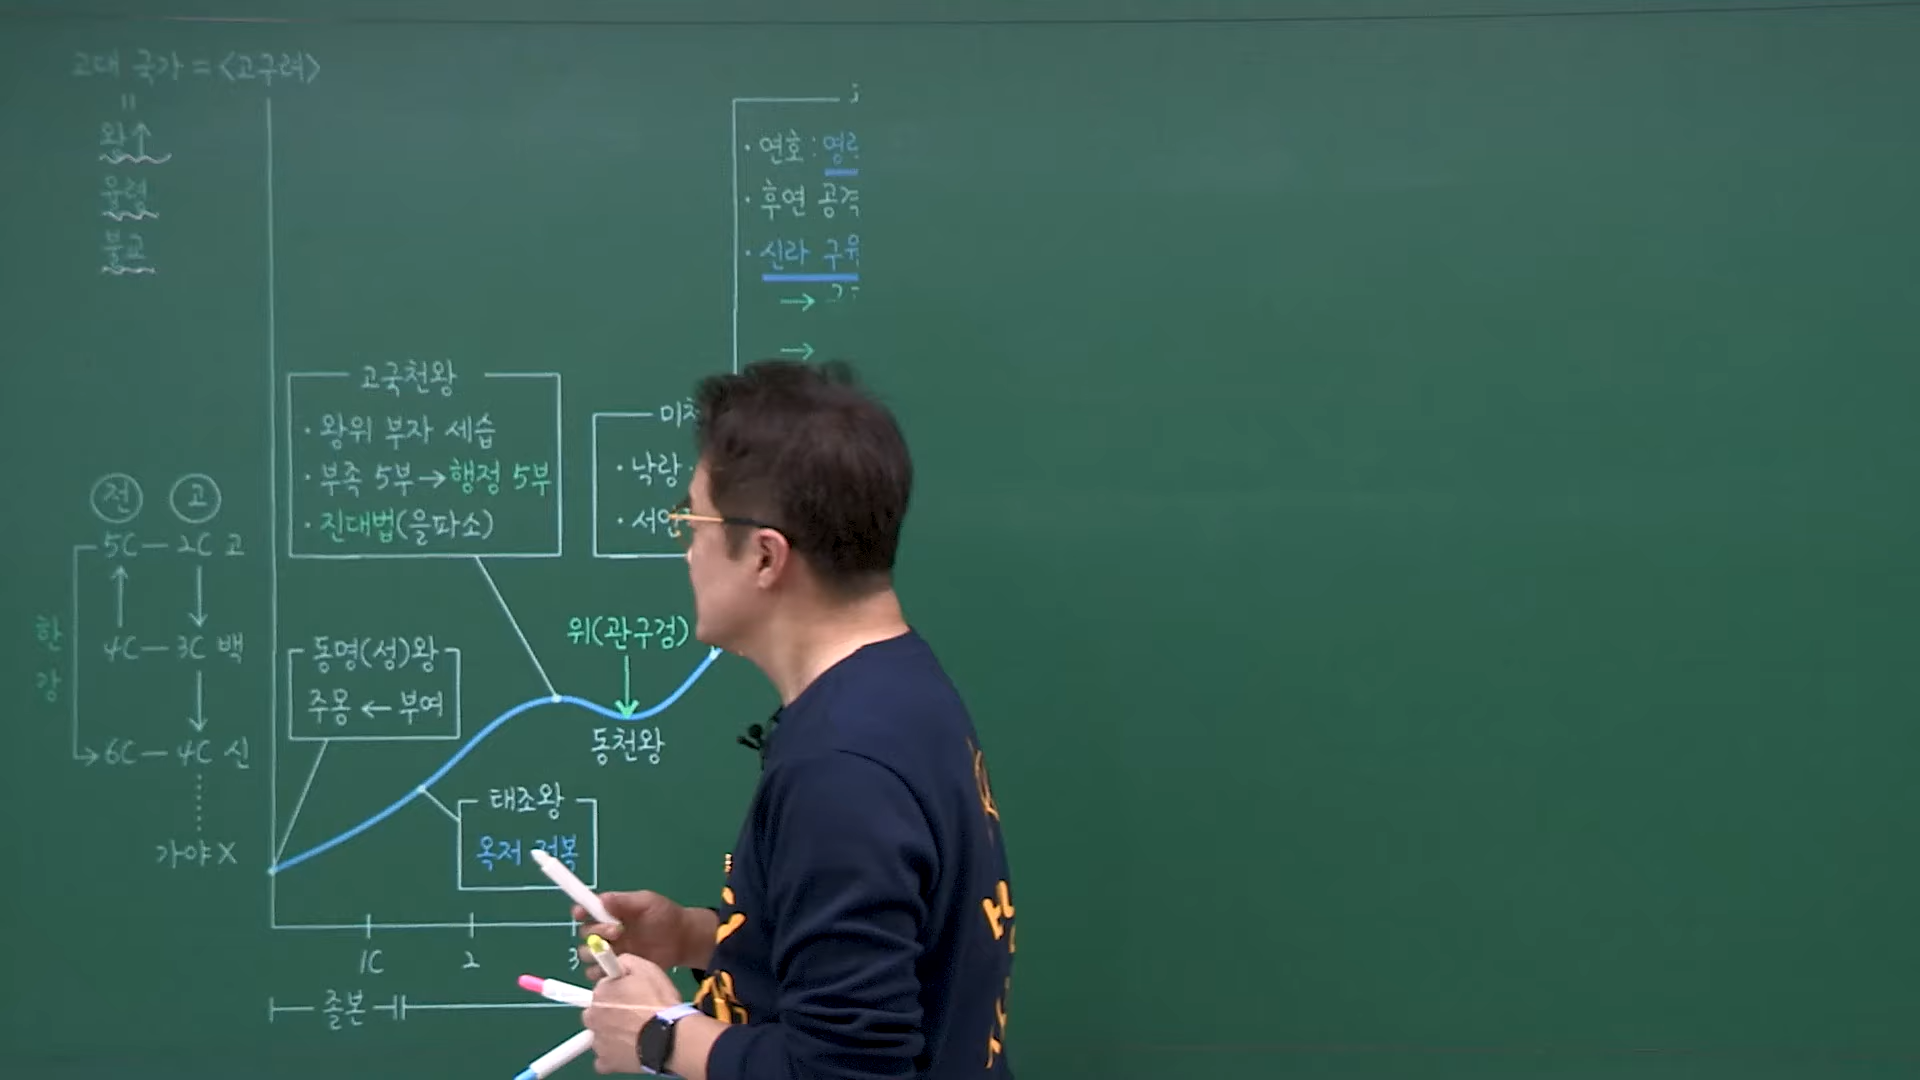 고대 국가 = <고구려>
=
왕↑
율령
불교
· 연호 :
· 후연 공격
· 신라
→
→
고국천왕
· 왕위 부자 세습
· 부족 5부 → 행정 5부
· 진대법(을파소)
· 낙랑
전 고
5C — 2C 고
4C — 3C 백
6C — 4C 신
가야 X
한강
동명(성)왕
주몽 ← 부여
위(관구검)
동천왕
태조왕
옥저 정복
1C 2 3
졸본